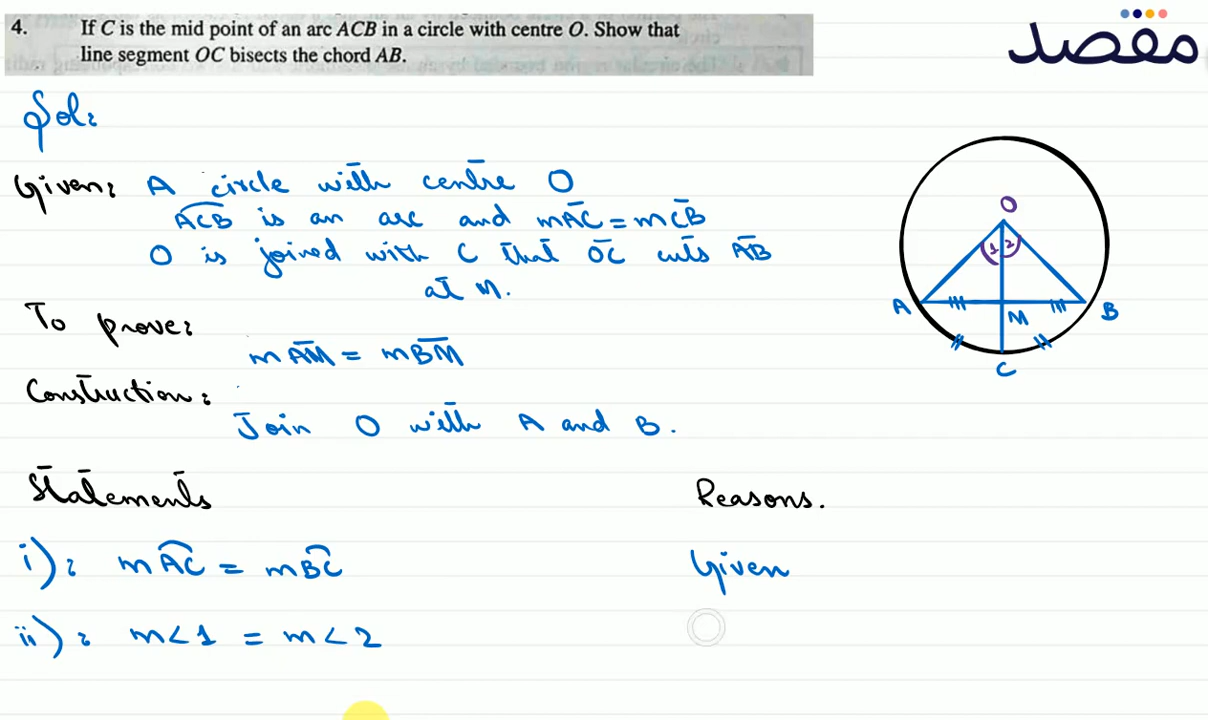 4. If C is the mid point of an arc ACB in a circle with centre O. Show that
line segment OC bisects the chord AB.
مقصد
Sol:
Given: A circle with centre O
ACB is an arc and mAC = mCB
O is joined with C that OC cuts AB
at M.
To prove:
mAM = mBM
Construction:
Join O with A and B.
Statements Reasons.
i): mAC = mBC Given
ii): m<1 = m<2
O
1 2
A M B
C